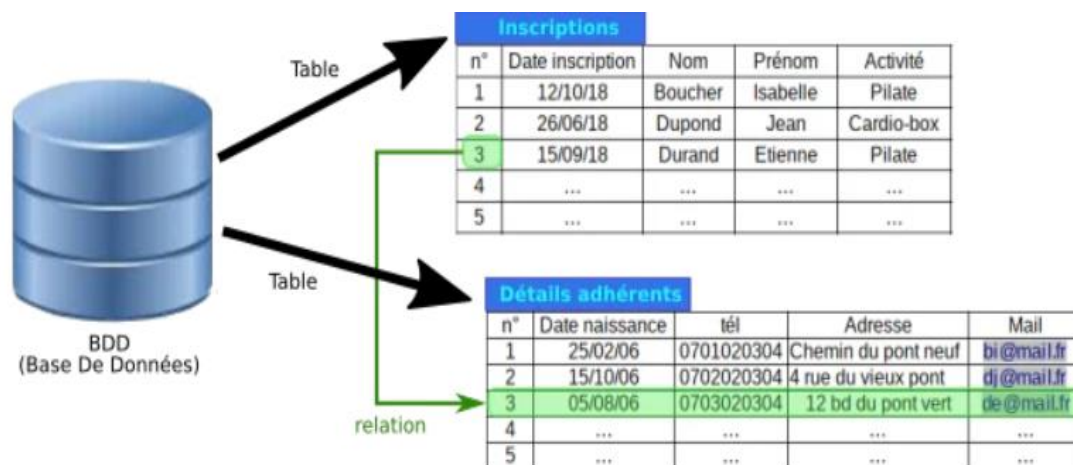 Inscriptions
n° Date inscription Nom Prénom Activité
1 12/10/18 Boucher Isabelle Pilate
2 26/06/18 Dupond Jean Cardio-box
3 15/09/18 Durand Etienne Pilate
4 ... ... ... ...
5 ... ... ... ...
Table
Table
BDD
(Base De Données)
relation
Détails adhérents
n° Date naissance tél Adresse Mail
1 25/02/06 0701020304 Chemin du pont neuf bi@mail.fr
2 15/10/06 0702020304 4 rue du vieux pont dj@mail.fr
3 05/08/06 0703020304 12 bd du pont vert de@mail.fr
4 ... ... ... ...
5 ... ... ... ...